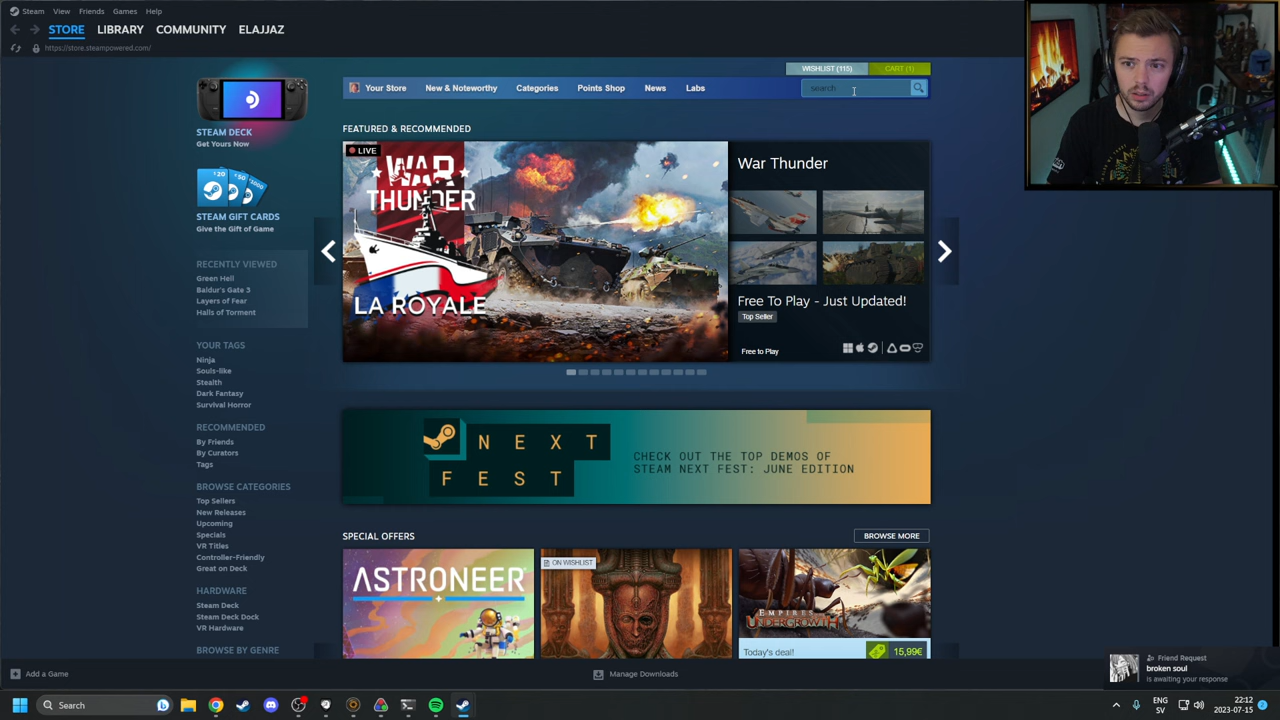 Steam View Friends Games Help
STORE LIBRARY COMMUNITY ELAJJAZ
https://store.steampowered.com/
WISHLIST (115) CART (1)
Your Store New & Noteworthy Categories Points Shop News Labs search
STEAM DECK
Get Yours Now
STEAM GIFT CARDS
Give the Gift of Game
RECENTLY VIEWED
Green Hell
Baldur's Gate 3
Layers of Fear
Halls of Torment
YOUR TAGS
Ninja
Souls-like
Stealth
Dark Fantasy
Survival Horror
RECOMMENDED
By Friends
By Curators
Tags
BROWSE CATEGORIES
Top Sellers
New Releases
Upcoming
Specials
VR Titles
Controller-Friendly
Great on Deck
HARDWARE
Steam Deck
Steam Deck Dock
VR Hardware
BROWSE BY GENRE
FEATURED & RECOMMENDED
LIVE
WAR
THUNDER
LA ROYALE
War Thunder
Free To Play - Just Updated!
Top Seller
Free to Play
NEXT
FEST
CHECK OUT THE TOP DEMOS OF
STEAM NEXT FEST: JUNE EDITION
SPECIAL OFFERS
BROWSE MORE
ASTRONEER
ON WISHLIST
EMPIRES
OF THE
UNDERGROWTH
Today's deal!
15,99€
Add a Game
Manage Downloads
Friend Request
broken soul
is awaiting your response
Search
ENG
SV
22:12
2023-07-15
2